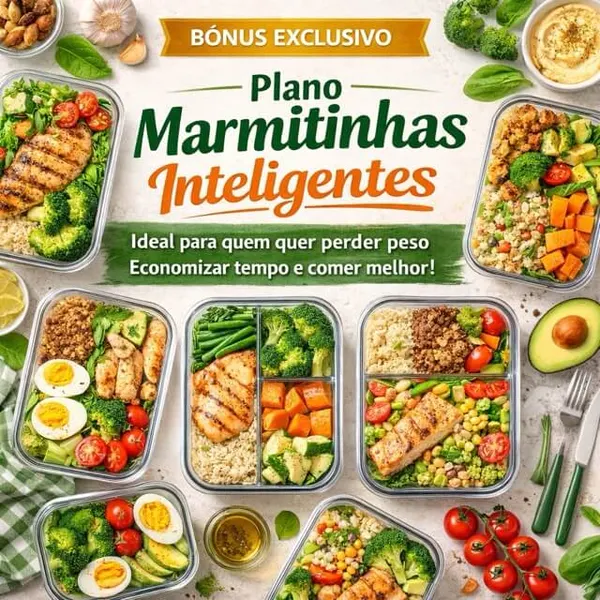 BÓNUS EXCLUSIVO
Plano
Marmitinhas
Inteligentes
Ideal para quem quer perder peso
Economizar tempo e comer melhor!